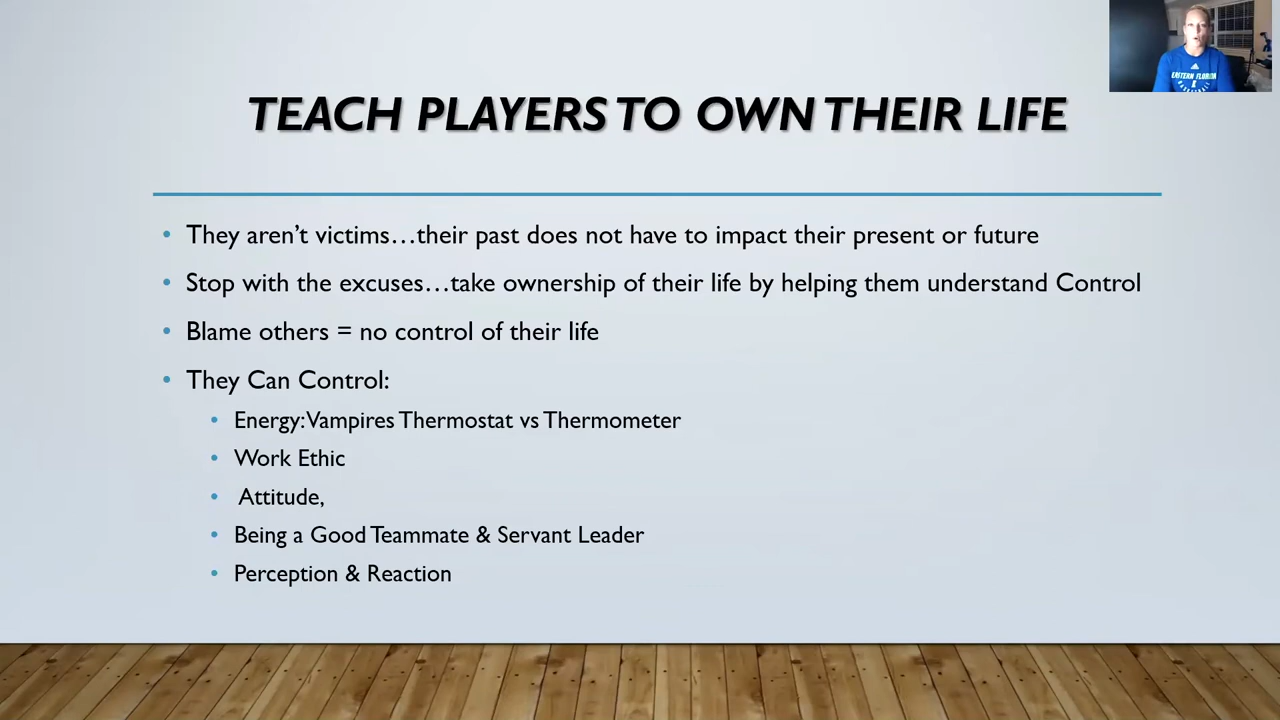 TEACH PLAYERS TO OWN THEIR LIFE
They aren’t victims…their past does not have to impact their present or future
Stop with the excuses…take ownership of their life by helping them understand Control
Blame others = no control of their life
They Can Control:
Energy: Vampires Thermostat vs Thermometer
Work Ethic
Attitude,
Being a Good Teammate & Servant Leader
Perception & Reaction
EASTERN FLORIDA